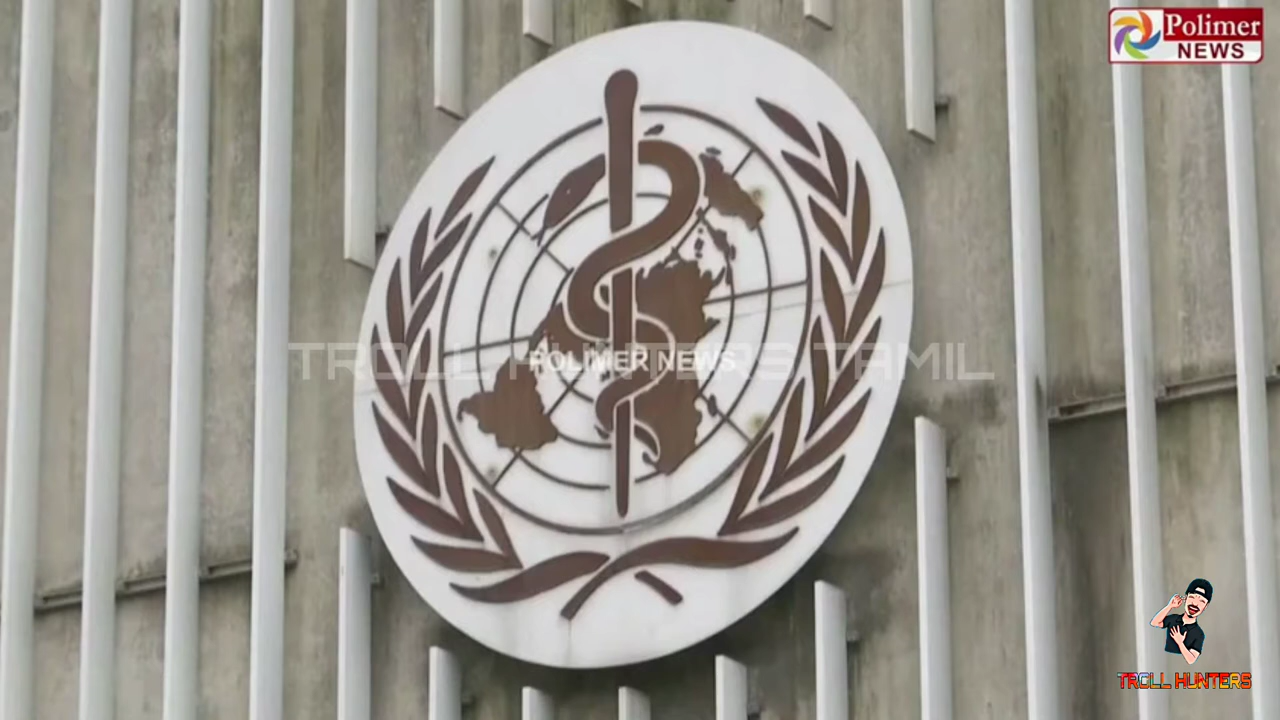 Polimer
NEWS
TROLL HUNTERS TAMIL
POLIMER NEWS
TROLL HUNTERS